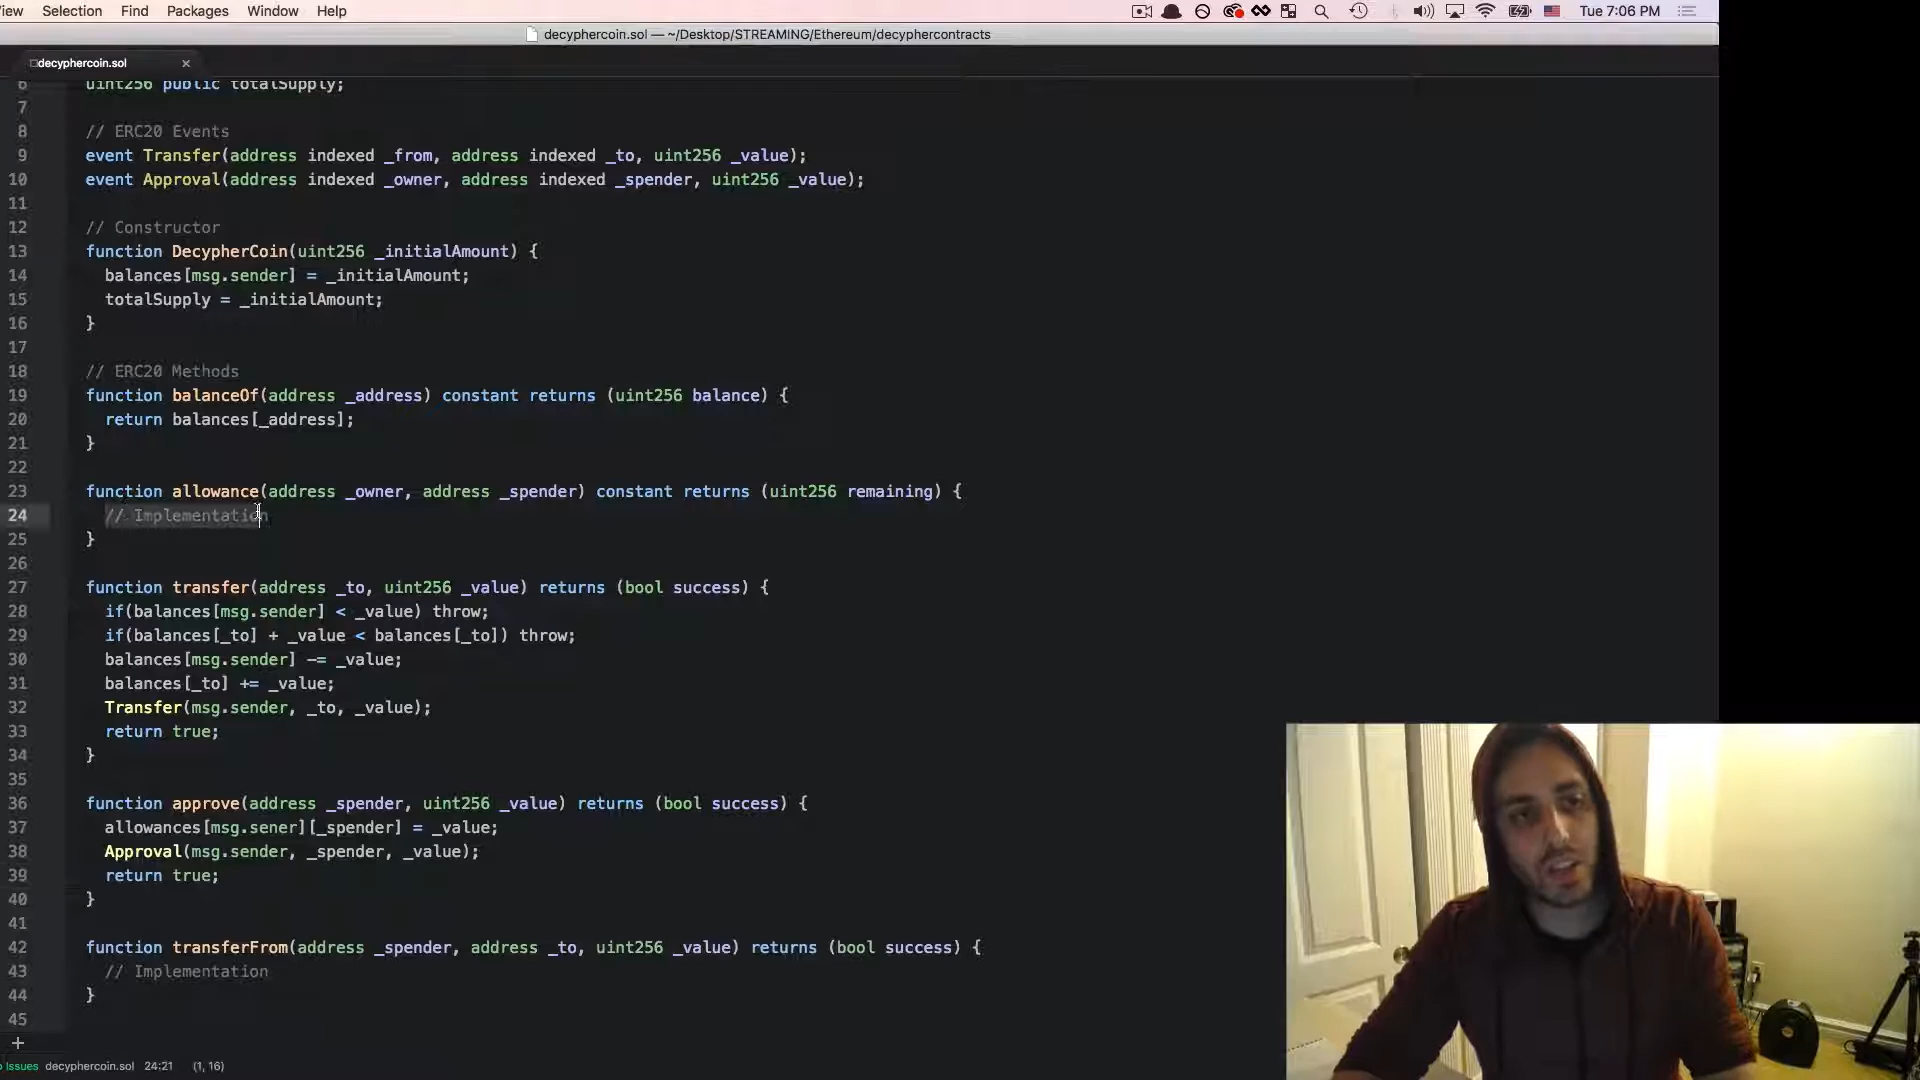 iew Selection Find Packages Window Help Tue 7:06 PM
decyphercoin.sol — ~/Desktop/STREAMING/Ethereum/decyphercontracts
decyphercoin.sol ×
6 uint256 public totalSupply;
7
8 // ERC20 Events
9 event Transfer(address indexed _from, address indexed _to, uint256 _value);
10 event Approval(address indexed _owner, address indexed _spender, uint256 _value);
11
12 // Constructor
13 function DecypherCoin(uint256 _initialAmount) {
14 balances[msg.sender] = _initialAmount;
15 totalSupply = _initialAmount;
16 }
17
18 // ERC20 Methods
19 function balanceOf(address _address) constant returns (uint256 balance) {
20 return balances[_address];
21 }
22
23 function allowance(address _owner, address _spender) constant returns (uint256 remaining) {
24 // Implementation
25 }
26
27 function transfer(address _to, uint256 _value) returns (bool success) {
28 if(balances[msg.sender] < _value) throw;
29 if(balances[_to] + _value < balances[_to]) throw;
30 balances[msg.sender] -= _value;
31 balances[_to] += _value;
32 Transfer(msg.sender, _to, _value);
33 return true;
34 }
35
36 function approve(address _spender, uint256 _value) returns (bool success) {
37 allowances[msg.sener][_spender] = _value;
38 Approval(msg.sender, _spender, _value);
39 return true;
40 }
41
42 function transferFrom(address _spender, address _to, uint256 _value) returns (bool success) {
43 // Implementation
44 }
45
+
o Issues decyphercoin.sol 24:21 (1, 16)